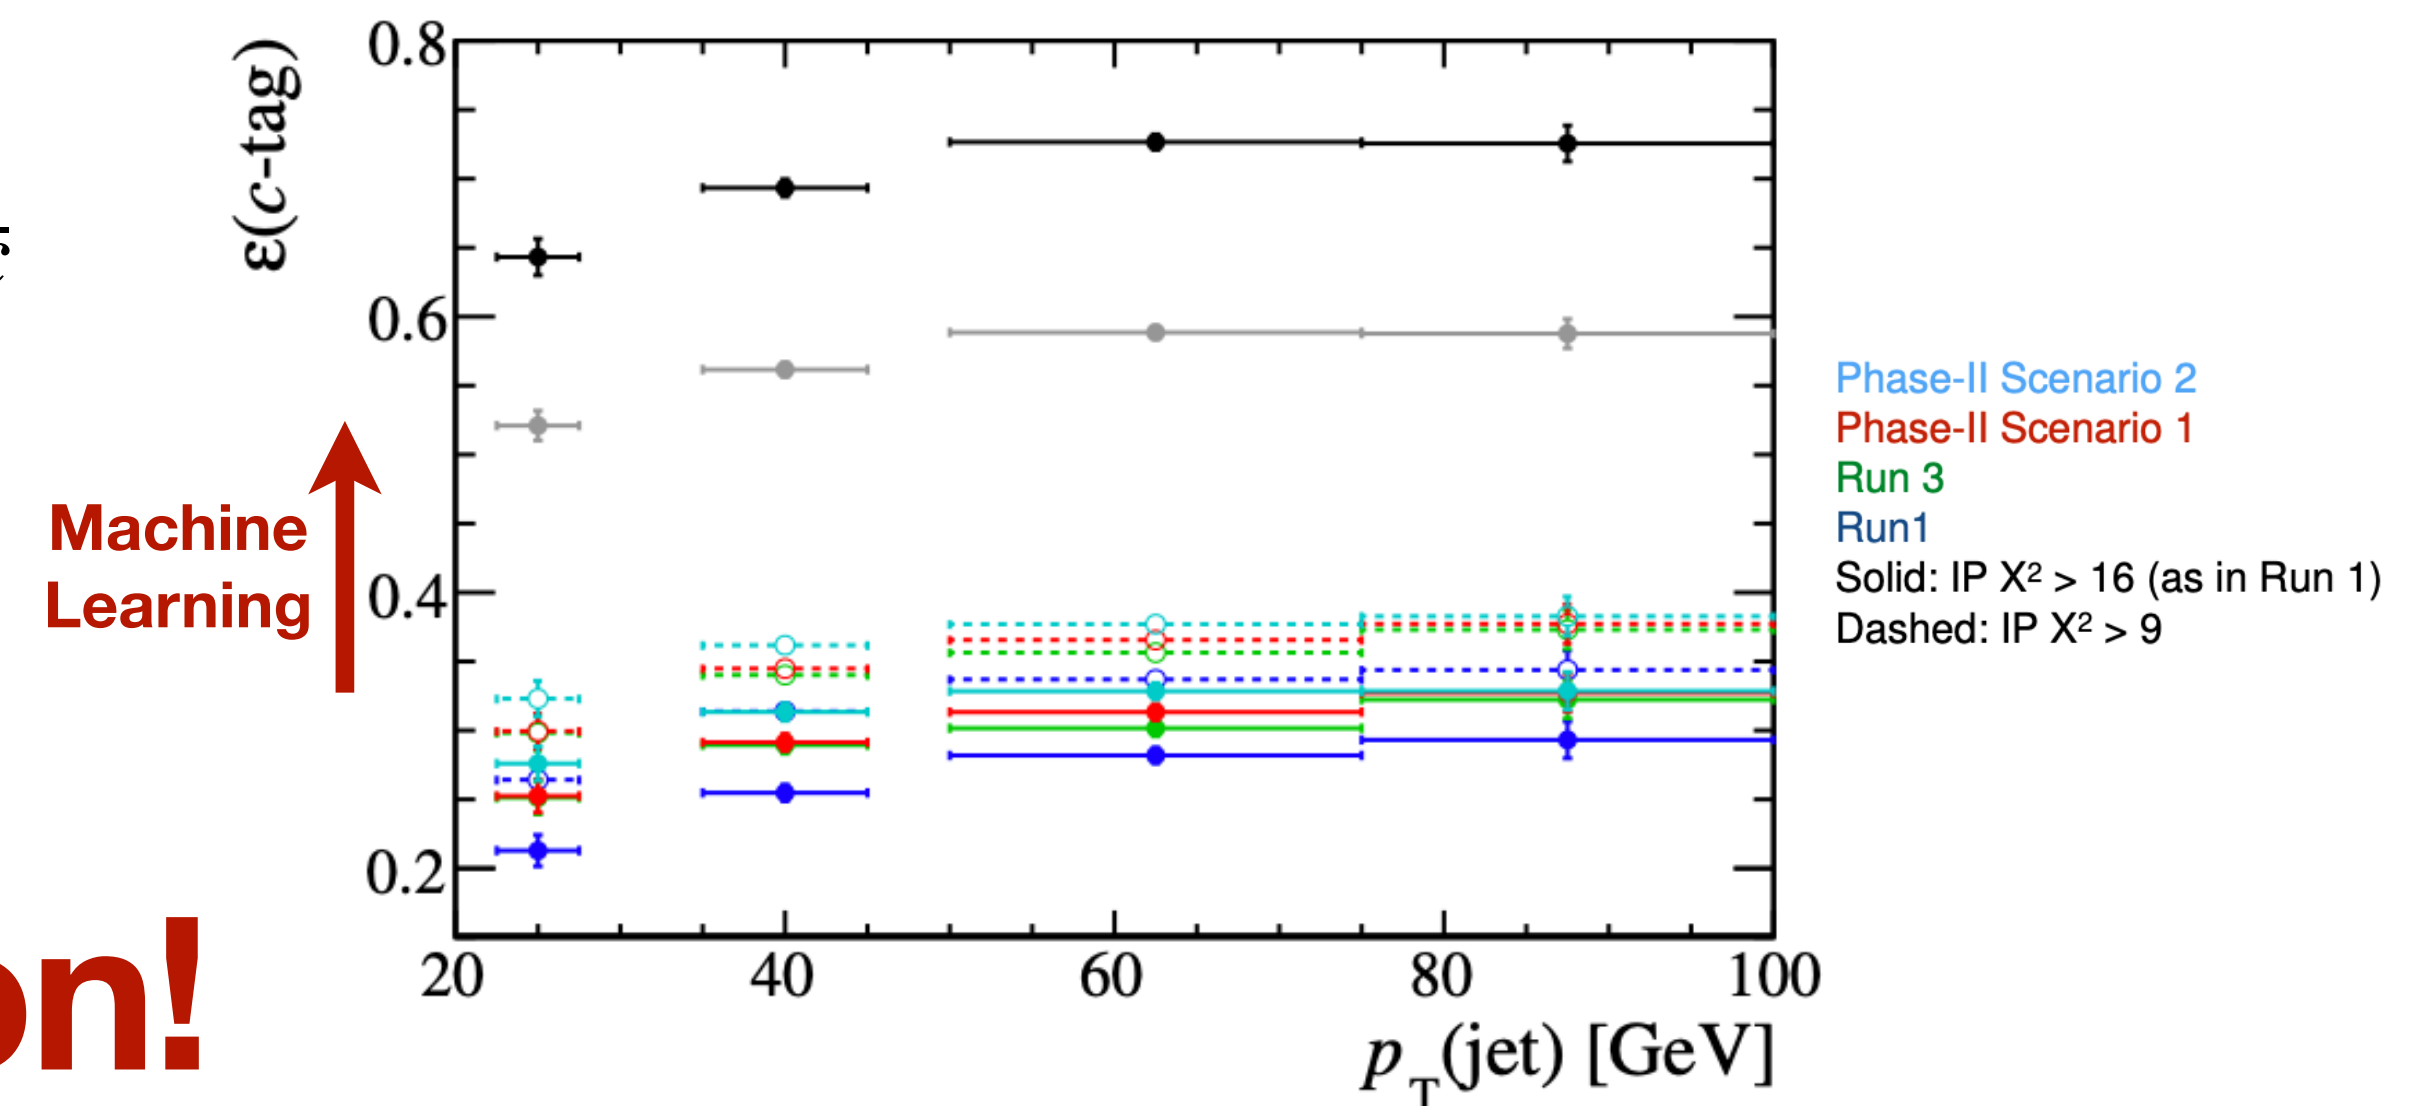 0.8
0.6
0.4
0.2
ε(c-tag)
20 40 60 80 100
p_T(jet) [GeV]
Machine
Learning
Phase-II Scenario 2
Phase-II Scenario 1
Run 3
Run1
Solid: IP X² > 16 (as in Run 1)
Dashed: IP X² > 9
on!